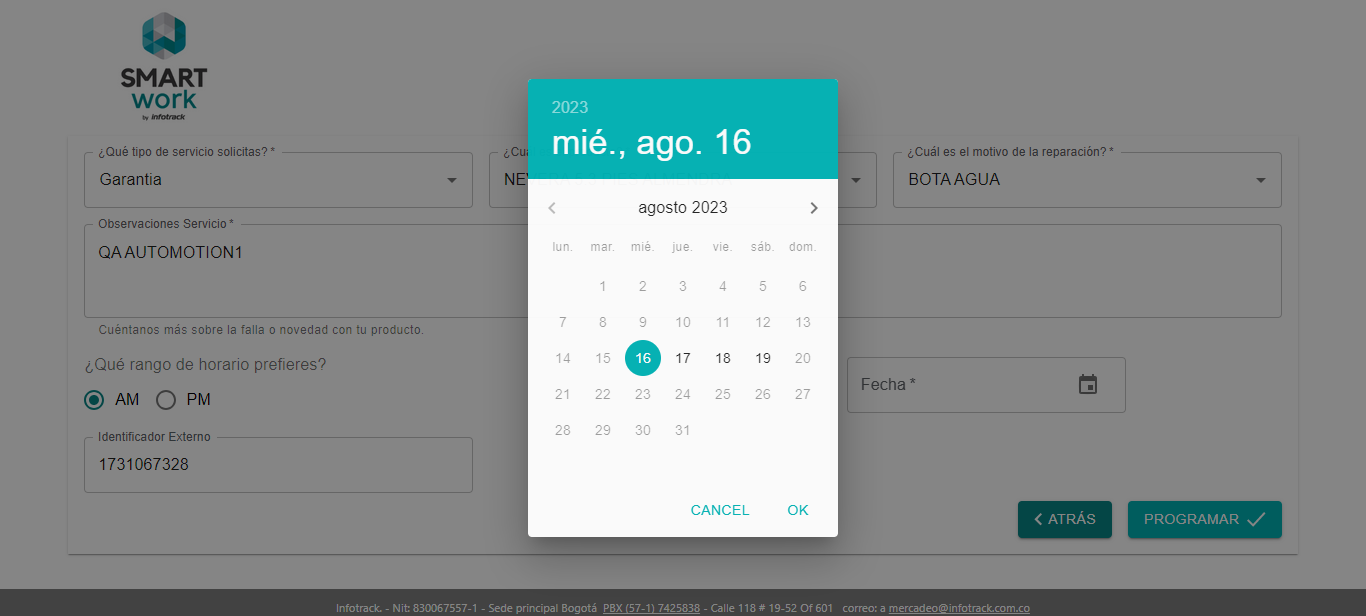 SMART
work
by infotrack
2023
mié., ago. 16
¿Qué tipo de servicio solicitas? *
Garantia
¿Cuál es el motivo de la reparación? *
BOTA AGUA
Observaciones Servicio *
QA AUTOMOTION1
Cuéntanos más sobre la falla o novedad con tu producto.
¿Qué rango de horario prefieres?
AM PM
Identificador Externo
1731067328
agosto 2023
lun. mar. mié. jue. vie. sáb. dom.
1 2 3 4 5 6
7 8 9 10 11 12 13
14 15 16 17 18 19 20
21 22 23 24 25 26 27
28 29 30 31
CANCEL OK
Fecha *
ATRÁS PROGRAMAR
Infotrack. - Nit: 830067557-1 - Sede principal Bogotá PBX (57-1) 7425838 - Calle 118 # 19-52 Of 601 correo: a mercadeo@infotrack.com.co